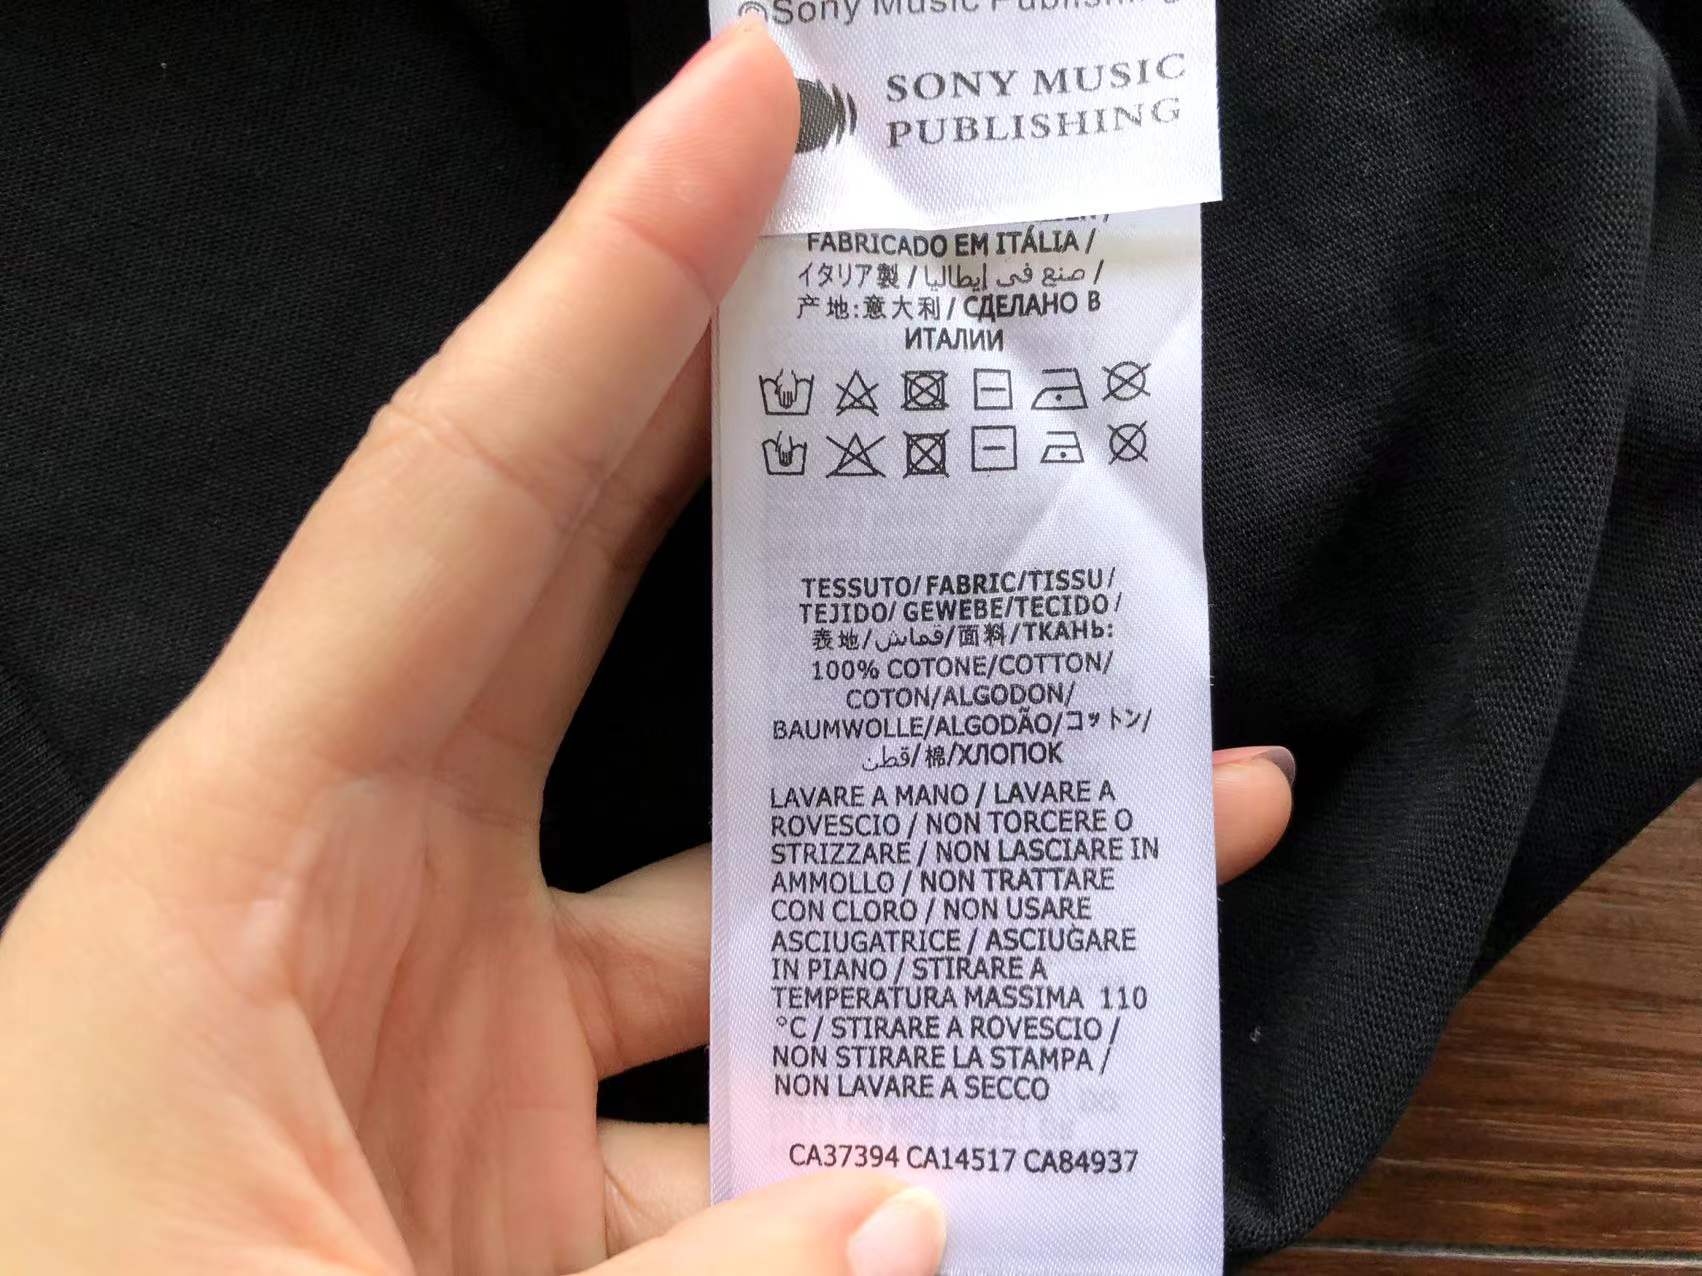 ©Sony Music Publishing
SONY MUSIC
PUBLISHING
FABRICADO EM ITÁLIA /
イタリア製 / صنع في إيطاليا /
产地:意大利 / СДЕЛАНО В
ИТАЛИИ
TESSUTO/FABRIC/TISSU/
TEJIDO/ GEWEBE/TECIDO/
表地/قماش/面料/ТКАНЬ:
100% COTONE/COTTON/
COTON/ALGODON/
BAUMWOLLE/ALGODÃO/コットン/
قطن/棉/ХЛОПОК
LAVARE A MANO / LAVARE A
ROVESCIO / NON TORCERE O
STRIZZARE / NON LASCIARE IN
AMMOLLO / NON TRATTARE
CON CLORO / NON USARE
ASCIUGATRICE / ASCIUGARE
IN PIANO / STIRARE A
TEMPERATURA MASSIMA 110
°C / STIRARE A ROVESCIO /
NON STIRARE LA STAMPA /
NON LAVARE A SECCO
CA37394 CA14517 CA84937